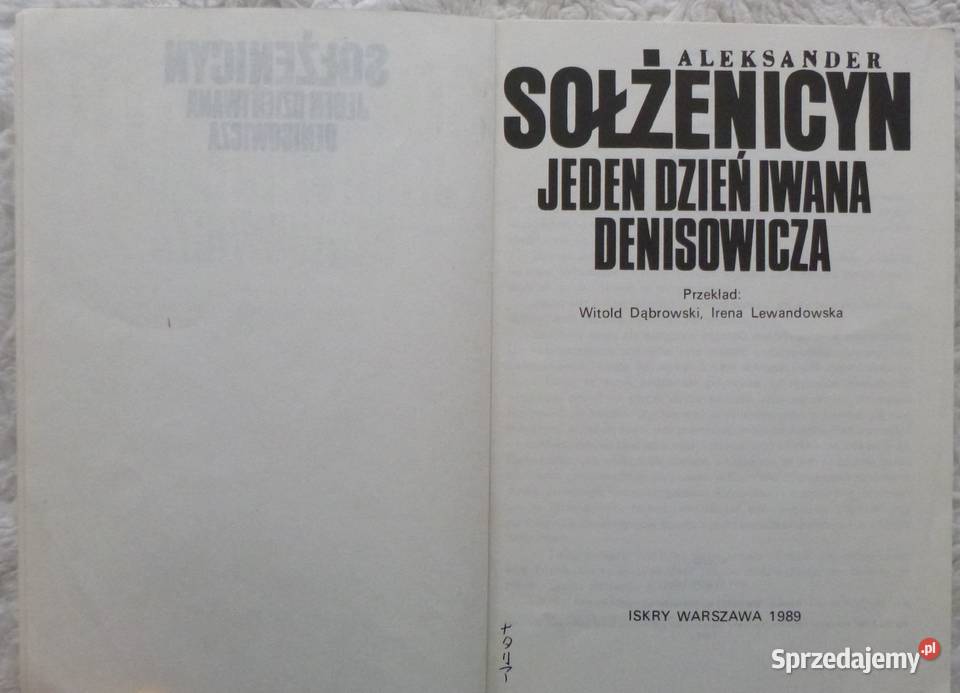 ALEKSANDER
SOŁŻENICYN
JEDEN DZIEŃ IWANA
DENISOWICZA
Przekład:
Witold Dąbrowski, Irena Lewandowska
ISKRY WARSZAWA 1989
Sprzedajemy.pl